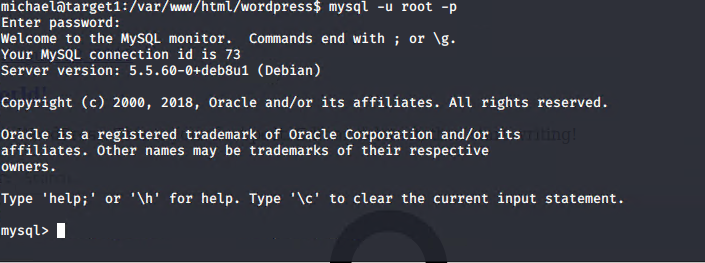 michael@target1:/var/www/html/wordpress$ mysql -u root -p
Enter password:
Welcome to the MySQL monitor.  Commands end with ; or \g.
Your MySQL connection id is 73
Server version: 5.5.60-0+deb8u1 (Debian)
Copyright (c) 2000, 2018, Oracle and/or its affiliates. All rights reserved.
Oracle is a registered trademark of Oracle Corporation and/or its
affiliates. Other names may be trademarks of their respective
owners.
Type 'help;' or '\h' for help. Type '\c' to clear the current input statement.
mysql>